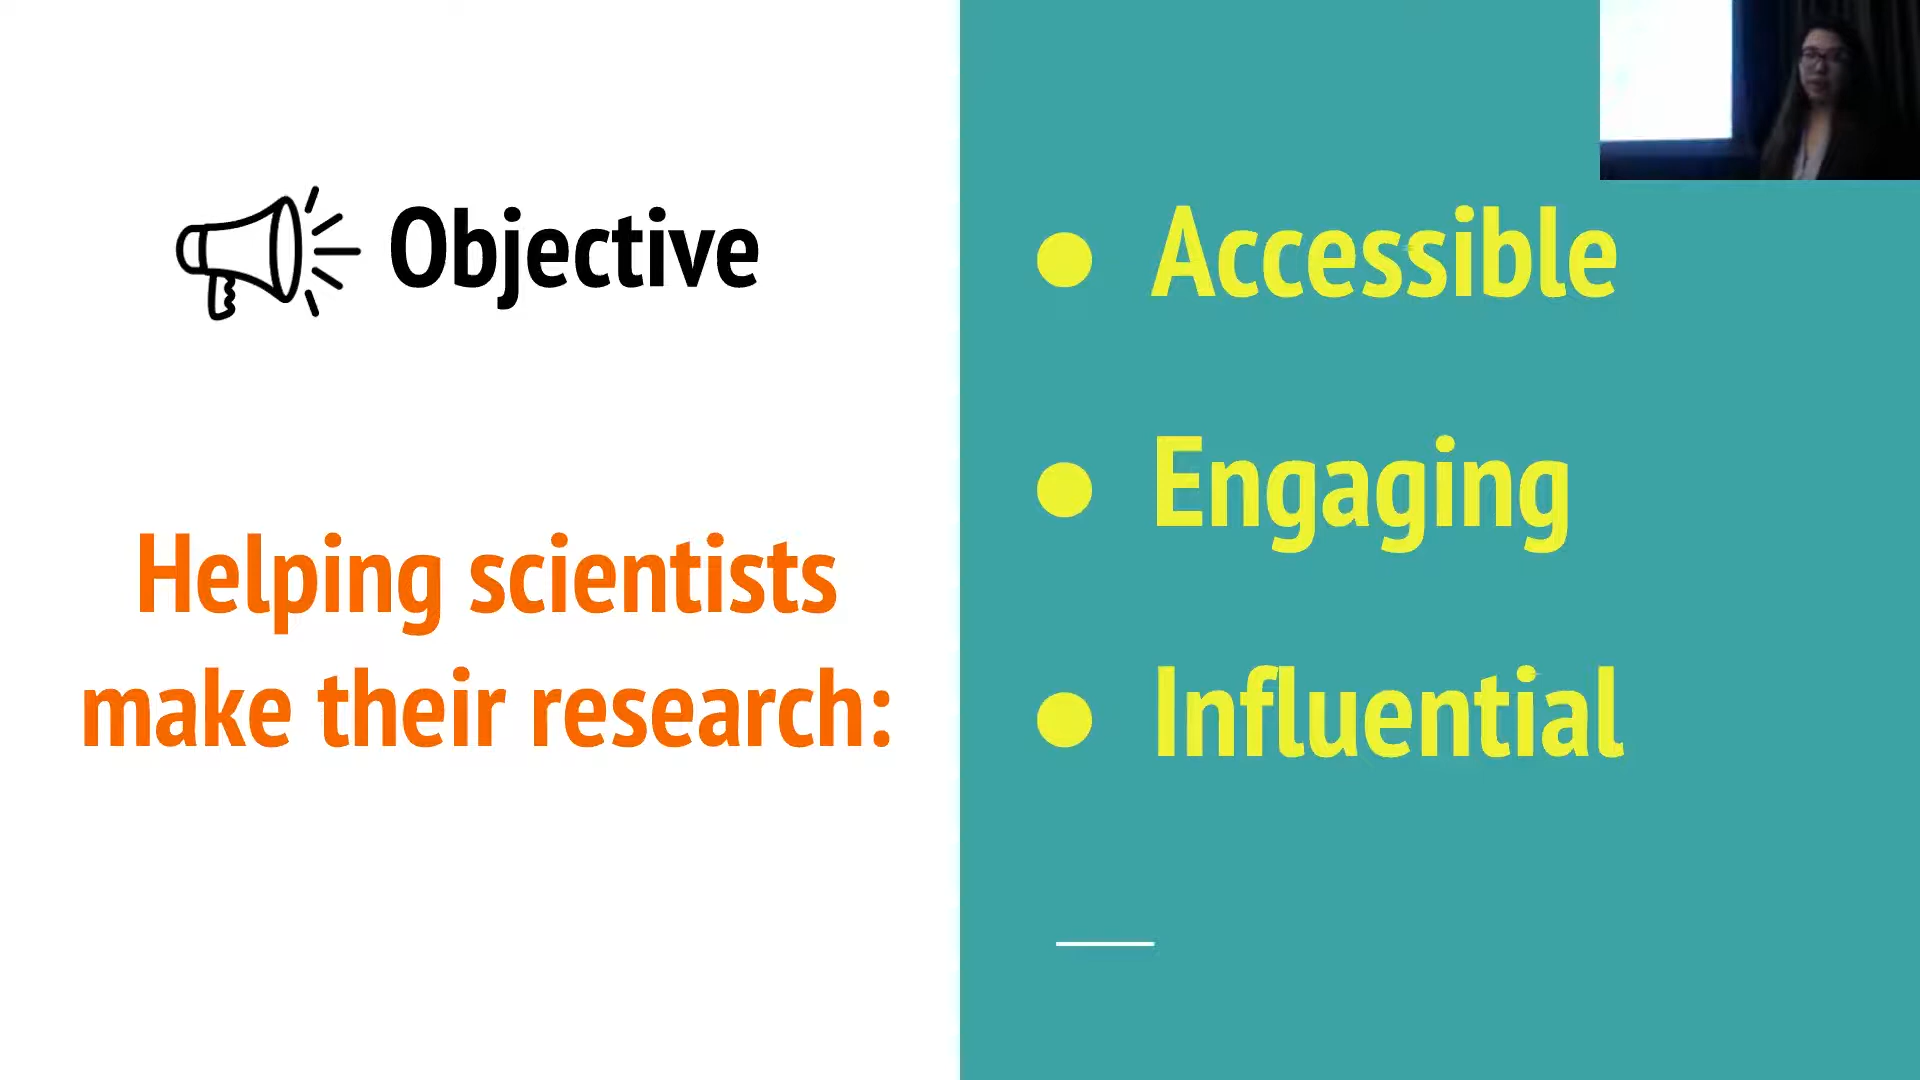 Objective
Helping scientists
make their research:
● Accessible
● Engaging
● Influential